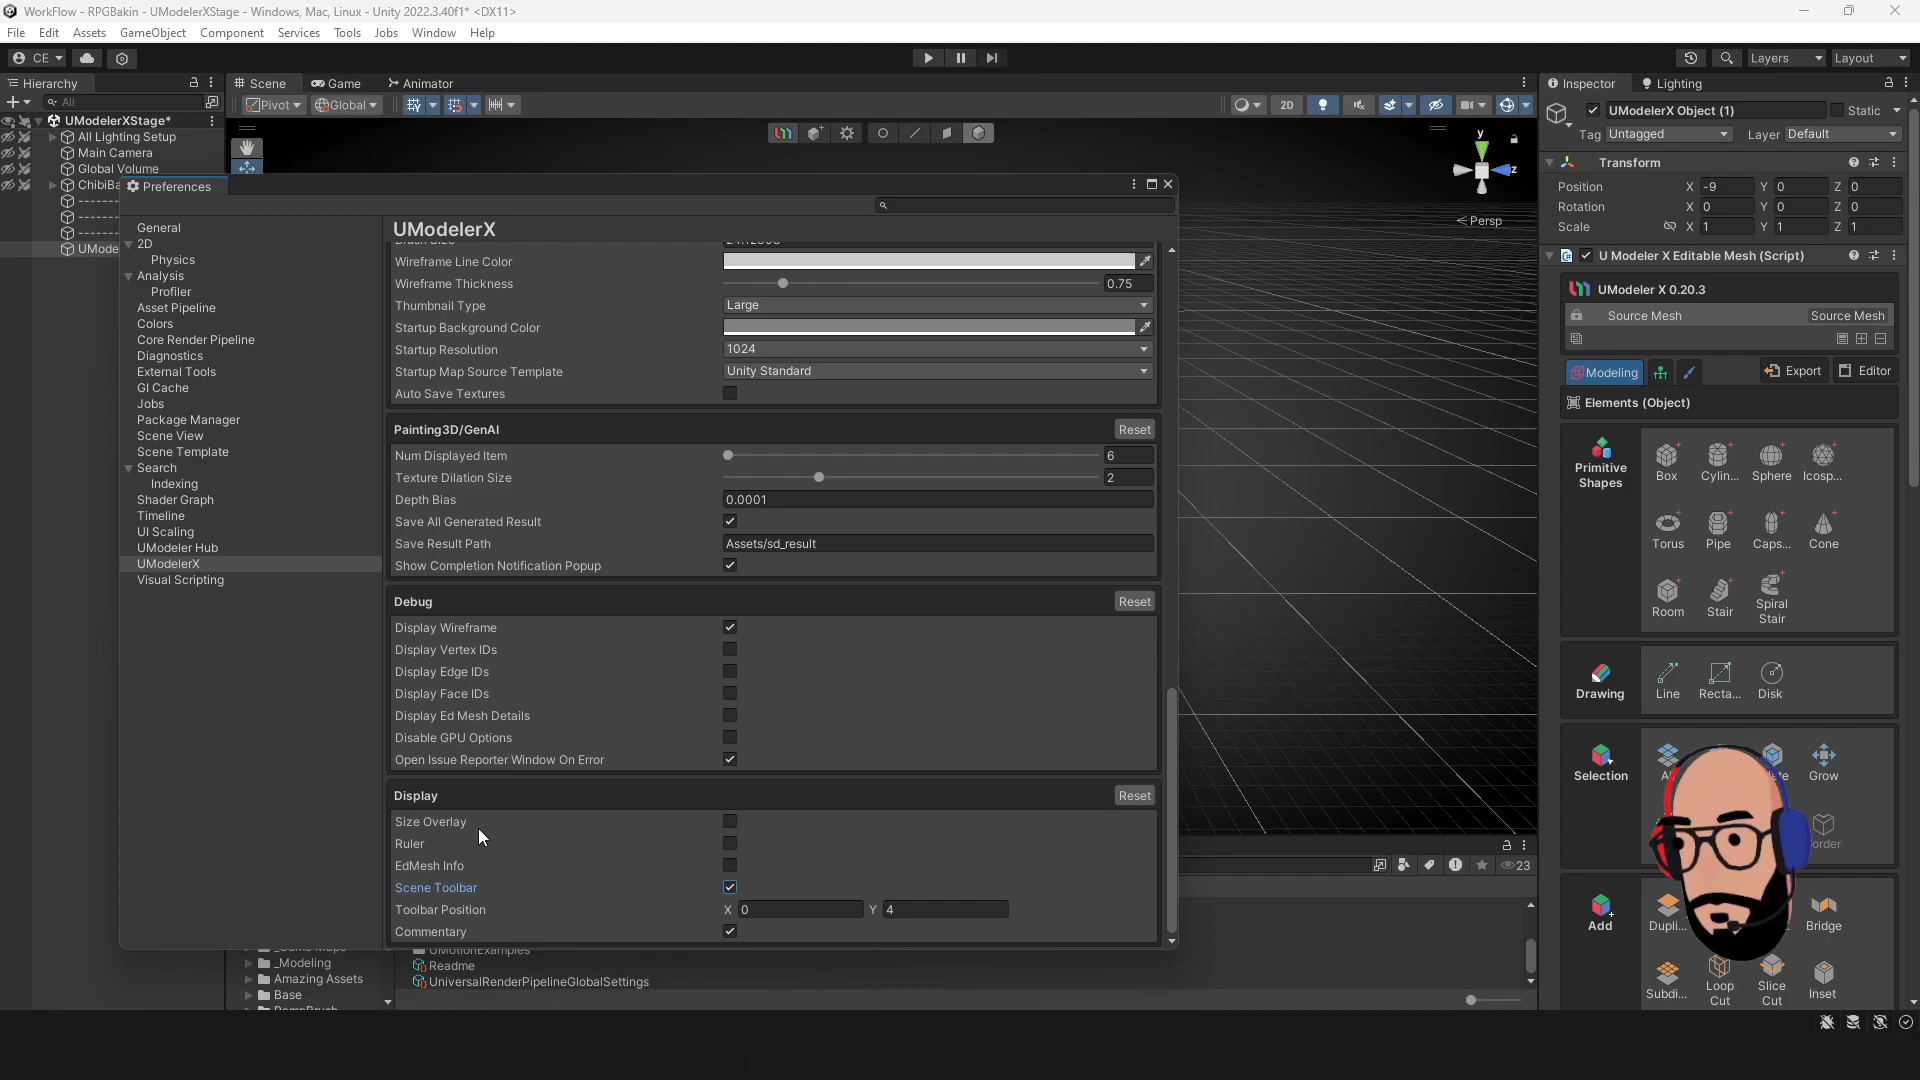 WorkFlow - RPGBakin - UModelerXStage - Windows, Mac, Linux - Unity 2022.3.40f1* <DX11>
File Edit Assets GameObject Component Services Tools Jobs Window Help
CE Layers Layout
Hierarchy Scene Game Animator Inspector Lighting
All Pivot Global 2D
UModelerX Object (1) Static
Tag Untagged Layer Default
UModelerXStage*
All Lighting Setup
Main Camera
Global Volume
ChibiBa
--------
--------
--------
UMode
y
z
< Persp
Transform
Position X -9 Y 0 Z 0
Rotation X 0 Y 0 Z 0
Scale X 1 Y 1 Z 1
U Modeler X Editable Mesh (Script)
UModeler X 0.20.3
Source Mesh Source Mesh
Modeling Export Editor
Elements (Object)
Primitive Shapes
Box Cylin... Sphere Icosp...
Torus Pipe Caps... Cone
Room Stair Spiral Stair
Drawing
Line Recta... Disk
Selection
Grow
Add
Dupli... Bridge
Subdi... Loop Cut Slice Cut Inset
Preferences
General
2D
Physics
Analysis
Profiler
Asset Pipeline
Colors
Core Render Pipeline
Diagnostics
External Tools
GI Cache
Jobs
Package Manager
Scene View
Scene Template
Search
Indexing
Shader Graph
Timeline
UI Scaling
UModeler Hub
UModelerX
Visual Scripting
UModelerX
Wireframe Line Color
Wireframe Thickness 0.75
Thumbnail Type Large
Startup Background Color
Startup Resolution 1024
Startup Map Source Template Unity Standard
Auto Save Textures
Painting3D/GenAI Reset
Num Displayed Item 6
Texture Dilation Size 2
Depth Bias 0.0001
Save All Generated Result
Save Result Path Assets/sd_result
Show Completion Notification Popup
Debug Reset
Display Wireframe
Display Vertex IDs
Display Edge IDs
Display Face IDs
Display Ed Mesh Details
Disable GPU Options
Open Issue Reporter Window On Error
Display Reset
Size Overlay
Ruler
EdMesh Info
Scene Toolbar
Toolbar Position X 0 Y 4
Commentary
23
_Modeling
Amazing Assets
Base
UMotionExamples
Readme
UniversalRenderPipelineGlobalSettings